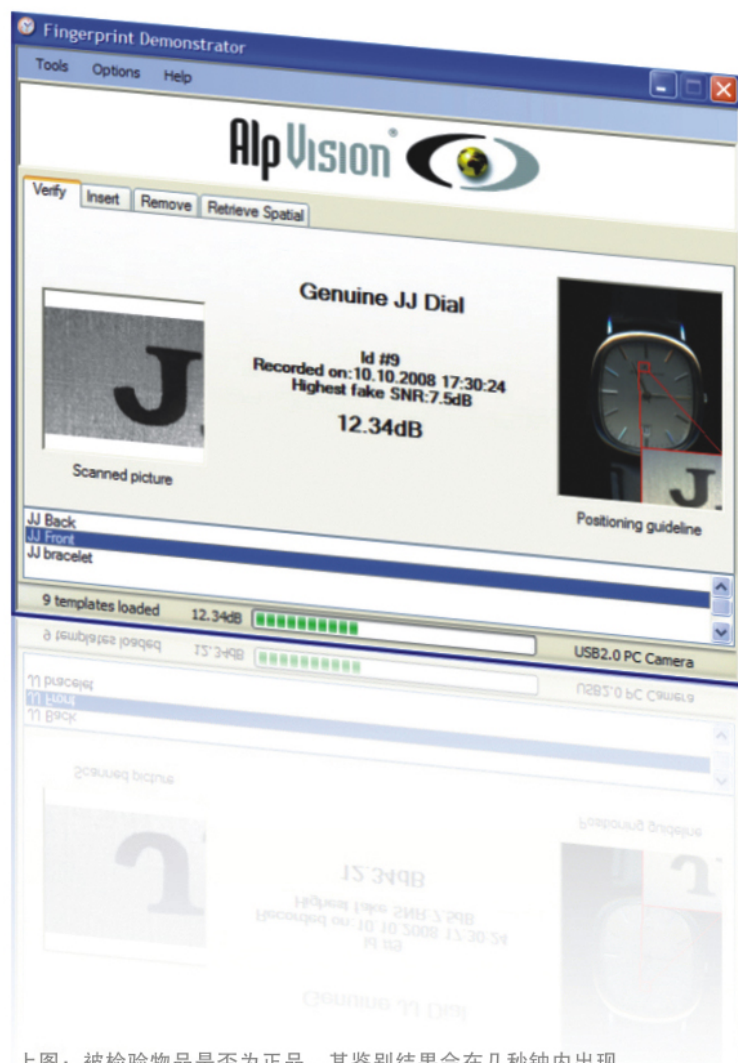 Fingerprint Demonstrator
Tools Options Help
AlpVision®
Verify Insert Remove Retrieve Spatial
Genuine JJ Dial
Id #9
Recorded on:10.10.2008 17:30:24
Highest fake SNR:7.5dB
12.34dB
J
Scanned picture
J
Positioning guideline
JJ Back
JJ Front
JJ bracelet
9 templates loaded 12.34dB USB2.0 PC Camera
上图：被检验物品是否为正品，其鉴别结果会在几秒钟内出现